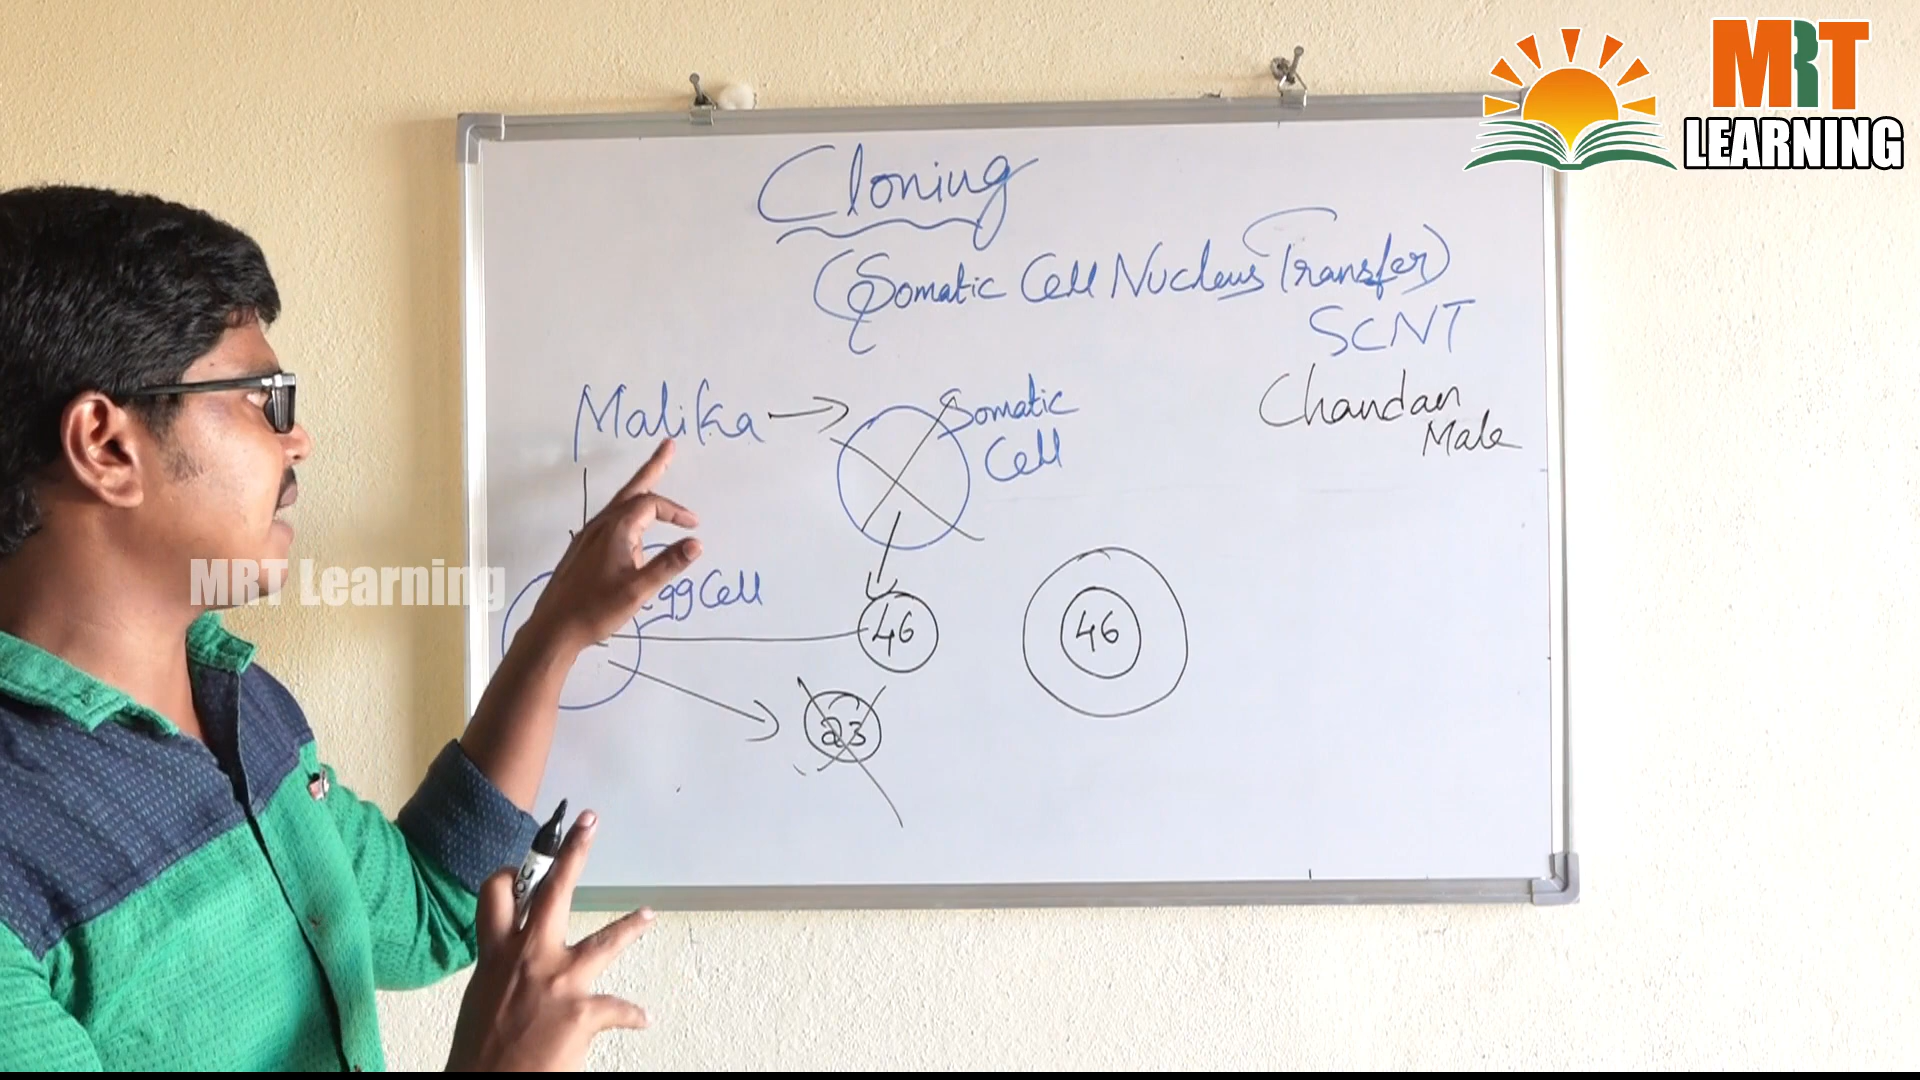 MRT
LEARNING
Cloning
(Somatic Cell Nucleus Transfer)
SCNT
Malika
Somatic
Cell
Chandan
Male
MRT Learning
Egg Cell
46
46
23